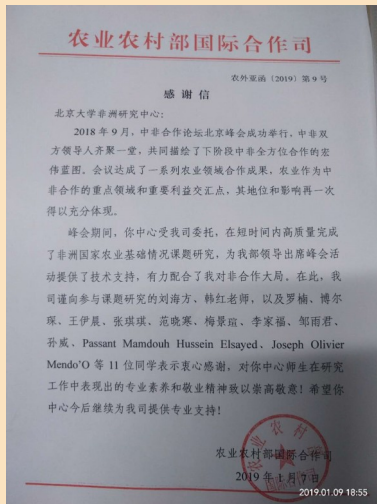 农业农村部国际合作司
农外亚函〔2019〕第9号
感谢信
北京大学非洲研究中心:
2018年9月,中非合作论坛北京峰会成功举行,中非双
方领导人齐聚一堂,共同描绘了下阶段中非全方位合作的宏
伟蓝图。会议达成了一系列农业领域合作成果,农业作为中
非合作的重点领域和重要利益交汇点,其地位和影响再一次
得以充分体现。
峰会期间,你中心受我司委托,在短时间内高质量完成
了非洲国家农业基础情况课题研究,为我部领导出席峰会活
动提供了技术支持,有力配合了我对非合作大局。在此,我
司谨向参与课题研究的刘海方、韩红老师,以及罗楠、博尔
琛、王伊晨、张琪琪、范晓寒、梅景瑄、李家福、邹雨君、
孙威、Passant Mamdouh Hussein Elsayed、Joseph Olivier
Mendo'O 等 11 位同学表示衷心感谢,对你中心师生在研究
工作中表现出的专业素养和敬业精神致以崇高敬意!希望你
中心今后继续为我司提供专业支持!
农业农村部国际合作司
2019年1月7日
2019.01.09 18:55